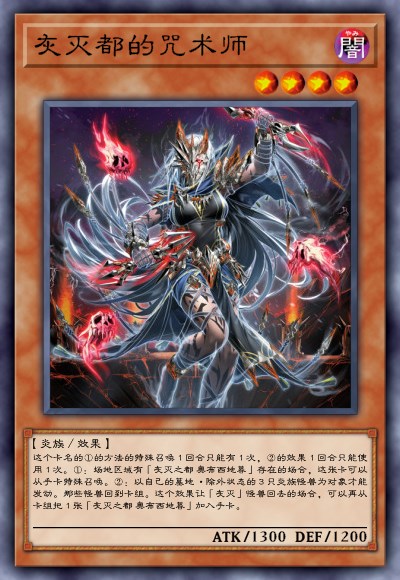 灰灭都的咒术师
やみ
闇
【炎族／效果】
这个卡名的①的方法的特殊召唤1回合只能有1次，②的效果1回合只能使
用1次。①：场地区域有「灰灭之都 奥布西地暮」存在的场合，这张卡可以
从手卡特殊召唤。②：以自己的墓地·除外状态的3只炎族怪兽为对象才能
发动。那些怪兽回到卡组。这个效果让「灰灭」怪兽回去的场合，可以再从
卡组把1张「灰灭之都 奥布西地暮」加入手卡。
ATK/1300 DEF/1200